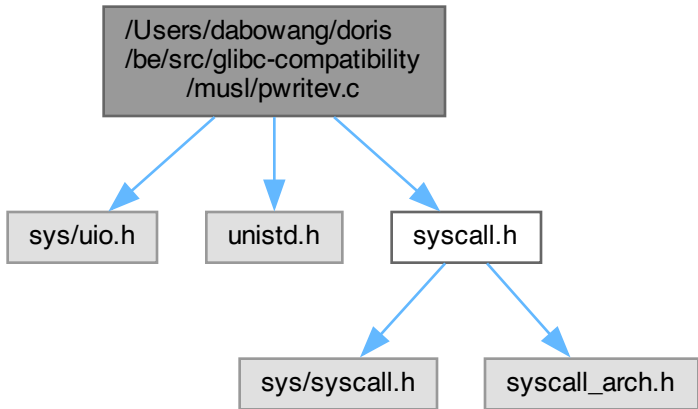 /Users/dabowang/doris
/be/src/glibc-compatibility
/musl/pwritev.c
sys/uio.h
unistd.h
syscall.h
sys/syscall.h
syscall_arch.h